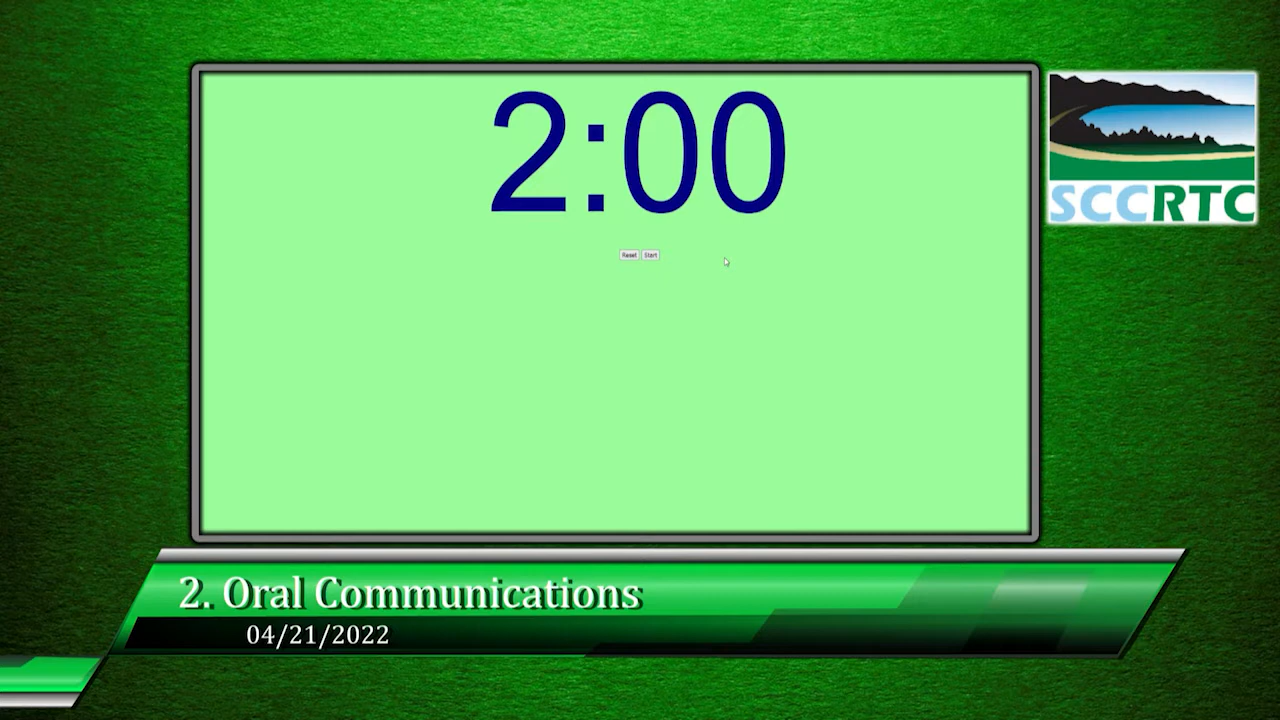 2:00
Reset Start
SCCRTC
2. Oral Communications
04/21/2022